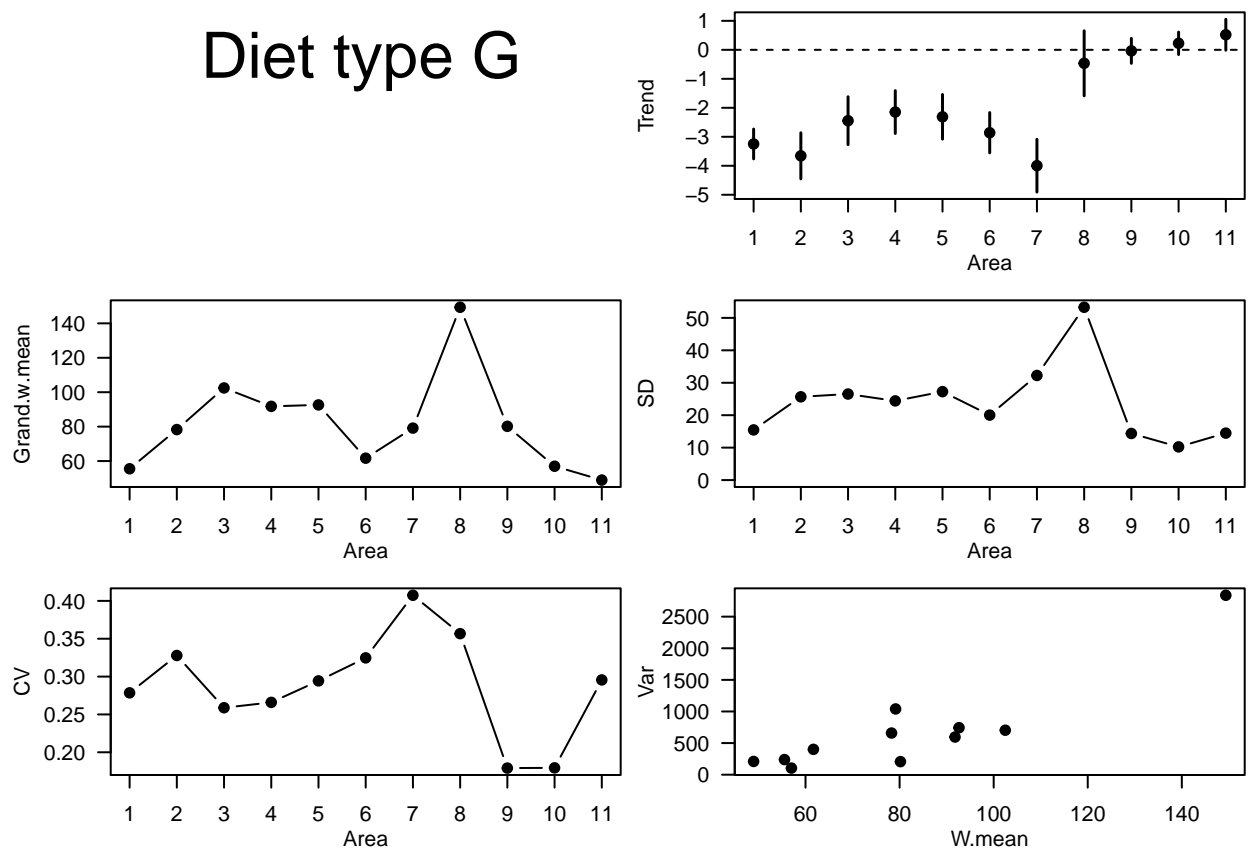 Diet type G
1
0
−1
−2
−3
−4
−5
Trend
1 2 3 4 5 6 7 8 9 10 11
Area
140
120
100
80
60
Grand.w.mean
1 2 3 4 5 6 7 8 9 10 11
Area
50
40
30
20
10
0
SD
1 2 3 4 5 6 7 8 9 10 11
Area
0.40
0.35
0.30
0.25
0.20
CV
1 2 3 4 5 6 7 8 9 10 11
Area
2500
2000
1500
1000
500
0
Var
60 80 100 120 140
W.mean